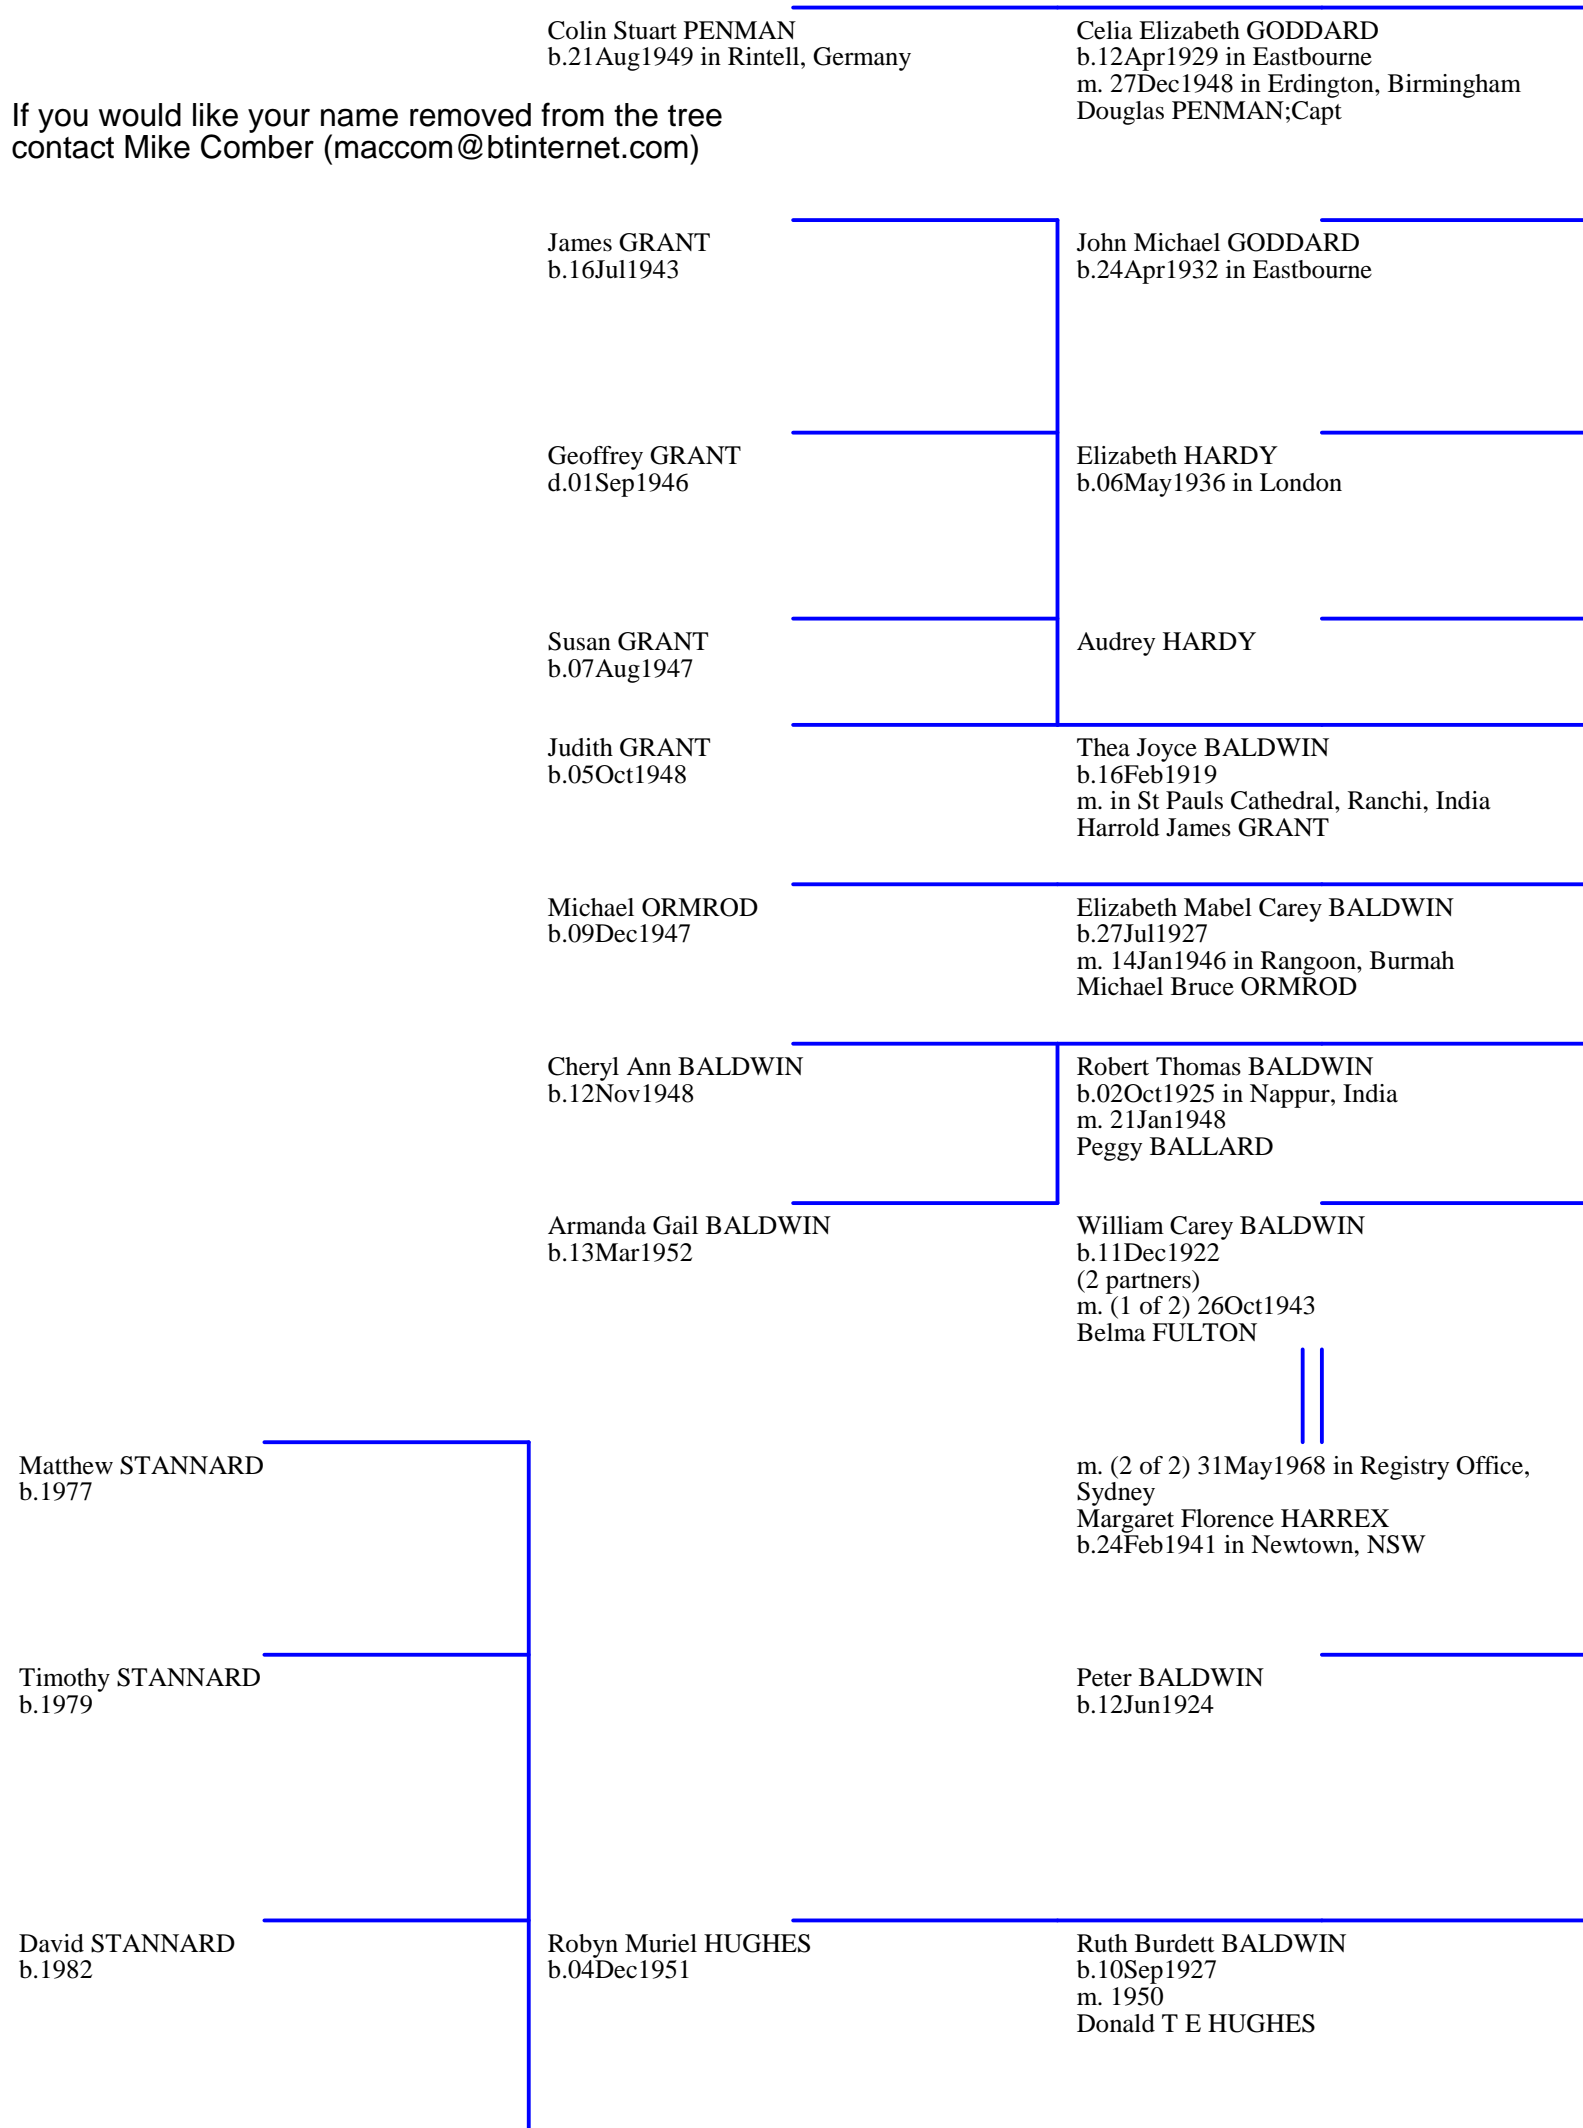 Colin Stuart PENMAN
b.21Aug1949 in Rintell, Germany
Celia Elizabeth GODDARD
b.12Apr1929 in Eastbourne
m. 27Dec1948 in Erdington, Birmingham
Douglas PENMAN;Capt
If you would like your name removed from the tree
contact Mike Comber (maccom@btinternet.com)
James GRANT
b.16Jul1943
John Michael GODDARD
b.24Apr1932 in Eastbourne
Geoffrey GRANT
d.01Sep1946
Elizabeth HARDY
b.06May1936 in London
Susan GRANT
b.07Aug1947
Audrey HARDY
Judith GRANT
b.05Oct1948
Thea Joyce BALDWIN
b.16Feb1919
m. in St Pauls Cathedral, Ranchi, India
Harrold James GRANT
Michael ORMROD
b.09Dec1947
Elizabeth Mabel Carey BALDWIN
b.27Jul1927
m. 14Jan1946 in Rangoon, Burmah
Michael Bruce ORMROD
Cheryl Ann BALDWIN
b.12Nov1948
Robert Thomas BALDWIN
b.02Oct1925 in Nappur, India
m. 21Jan1948
Peggy BALLARD
Armanda Gail BALDWIN
b.13Mar1952
William Carey BALDWIN
b.11Dec1922
(2 partners)
m. (1 of 2) 26Oct1943
Belma FULTON
Matthew STANNARD
b.1977
m. (2 of 2) 31May1968 in Registry Office,
Sydney
Margaret Florence HARREX
b.24Feb1941 in Newtown, NSW
Timothy STANNARD
b.1979
Peter BALDWIN
b.12Jun1924
David STANNARD
b.1982
Robyn Muriel HUGHES
b.04Dec1951
Ruth Burdett BALDWIN
b.10Sep1927
m. 1950
Donald T E HUGHES